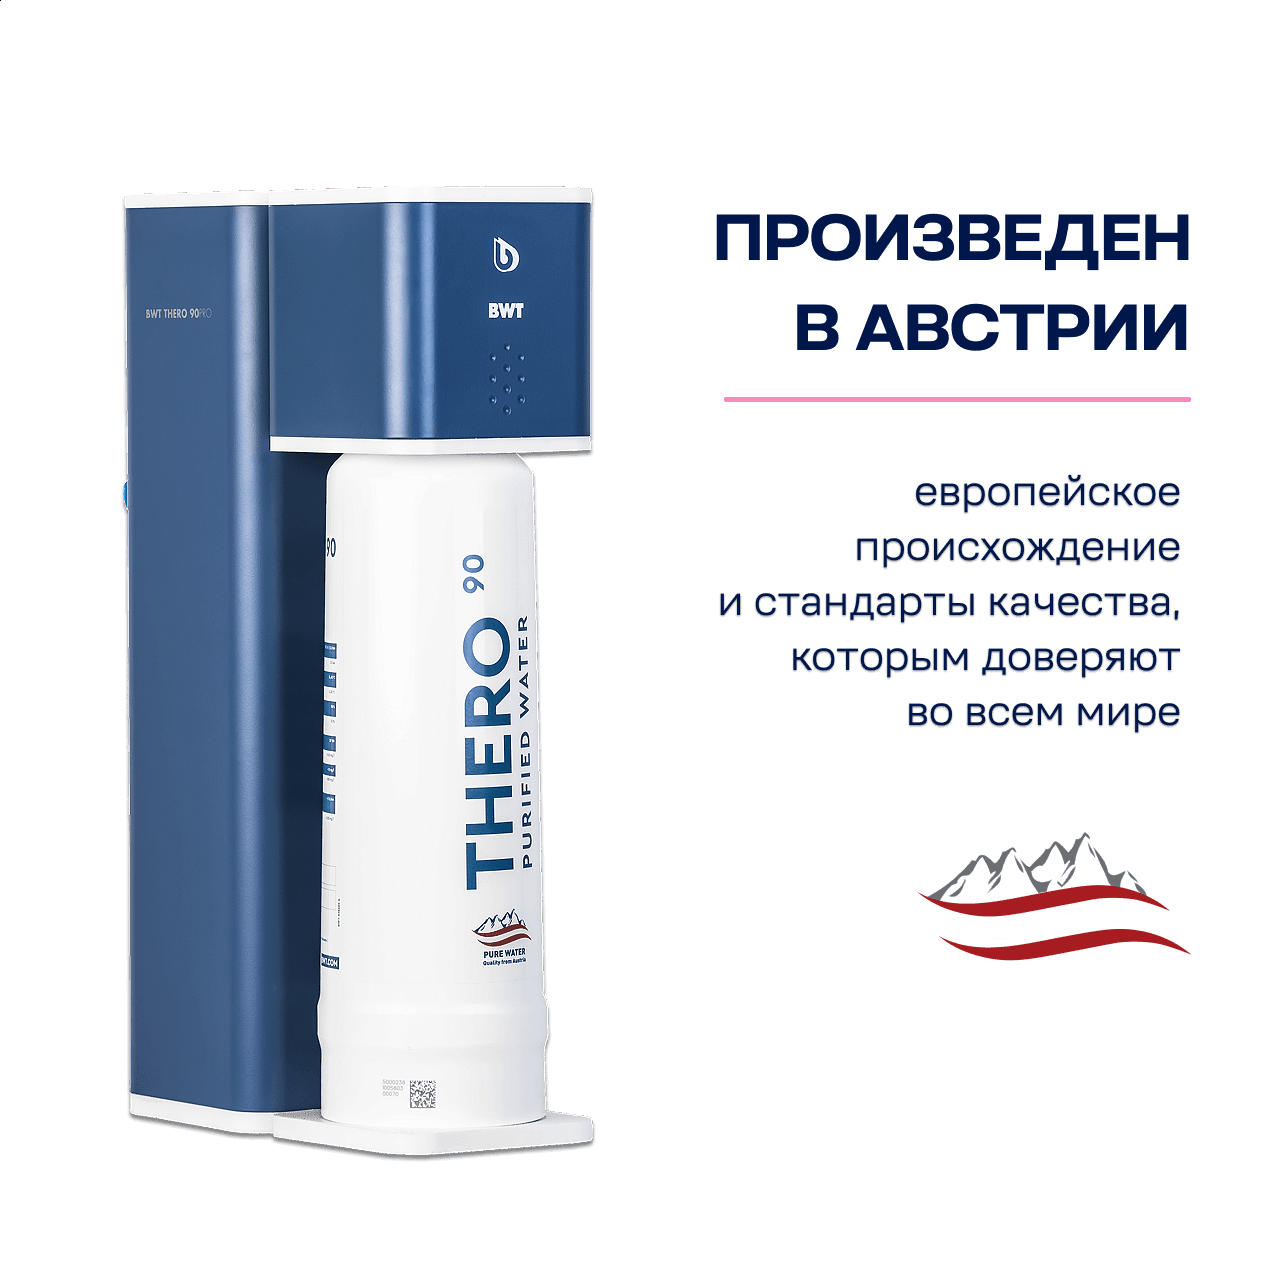 ПРОИЗВЕДЕН
В АВСТРИИ
европейское
происхождение
и стандарты качества,
которым доверяют
во всем мире
BWT THERO 90PRO
BWT
90
THERO 90
PURIFIED WATER
PURE WATER
Quality from Austria